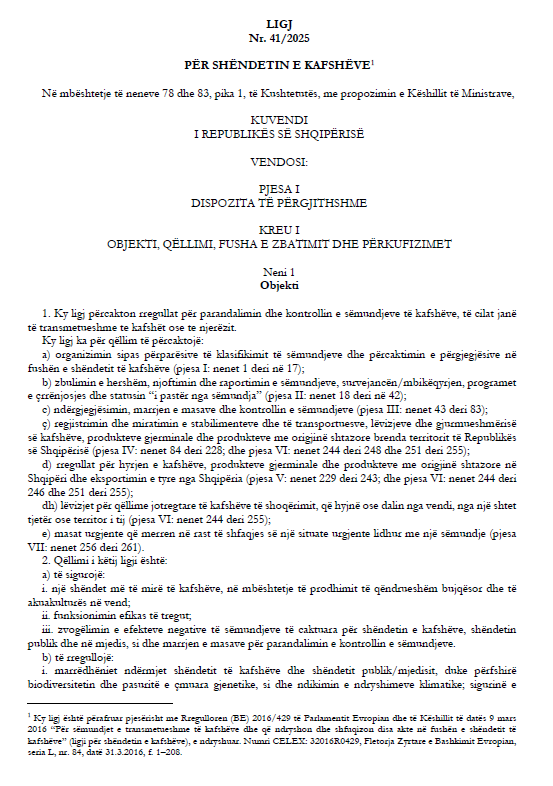 LIGJ
Nr. 41/2025
PËR SHËNDETIN E KAFSHËVE¹
Në mbështetje të neneve 78 dhe 83, pika 1, të Kushtetutës, me propozimin e Këshillit të Ministrave,
KUVENDI
I REPUBLIKËS SË SHQIPËRISË
VENDOSI:
PJESA I
DISPOZITA TË PËRGJITHSHME
KREU I
OBJEKTI, QËLLIMI, FUSHA E ZBATIMIT DHE PËRKUFIZIMET
Neni 1
Objekti
1. Ky ligj përcakton rregullat për parandalimin dhe kontrollin e sëmundjeve të kafshëve, të cilat janë
të transmetueshme te kafshët ose te njerëzit.
Ky ligj ka për qëllim të përcaktojë:
a) organizimin sipas përparësive të klasifikimit të sëmundjeve dhe përcaktimin e përgjegjësive në
fushën e shëndetit të kafshëve (pjesa I: nenet 1 deri në 17);
b) zbulimin e hershëm, njoftimin dhe raportimin e sëmundjeve, survejancën/mbikëqyrjen, programet
e çrrënjosjes dhe statusin “i pastër nga sëmundja” (pjesa II: nenet 18 deri në 42);
c) ndërgjegjësimin, marrjen e masave dhe kontrollin e sëmundjeve (pjesa III: nenet 43 deri 83);
ç) regjistrimin dhe miratimin e stabilimenteve dhe të transportuesve, lëvizjeve dhe gjurmueshmërisë
së kafshëve, produkteve germinale dhe produkteve me origjinë shtazore brenda territorit të Republikës
së Shqipërisë (pjesa IV: nenet 84 deri 228; dhe pjesa VI: nenet 244 deri 248 dhe 251 deri 255);
d) rregullat për hyrjen e kafshëve, produkteve germinale dhe produkteve me origjinë shtazore në
Shqipëri dhe eksportimin e tyre nga Shqipëria (pjesa V: nenet 229 deri 243; dhe pjesa VI: nenet 244 deri
246 dhe 251 deri 255);
dh) lëvizjet për qëllime jotregtare të kafshëve të shoqërimit, që hyjnë ose dalin nga vendi, nga një shtet
tjetër ose territor i tij (pjesa VI: nenet 244 deri 255);
e) masat urgjente që merren në rast të shfaqjes së një situate urgjente lidhur me një sëmundje (pjesa
VII: nenet 256 deri 261).
2. Qëllimi i këtij ligji është:
a) të sigurojë:
i. një shëndet më të mirë të kafshëve, në mbështetje të prodhimit të qëndrueshëm bujqësor dhe të
akuakulturës në vend;
ii. funksionimin efikas të tregut;
iii. zvogëlimin e efekteve negative të sëmundjeve të caktuara për shëndetin e kafshëve, shëndetin
publik dhe në mjedis, si dhe marrjen e masave për parandalimin e kontrollin e sëmundjeve.
b) të rregullojë:
i. marrëdhëniet ndërmjet shëndetit të kafshëve dhe shëndetit publik/mjedisit, duke përfshirë
biodiversitetin dhe pasuritë e çmuara gjenetike, si dhe ndikimin e ndryshimeve klimatike; sigurinë e
¹ Ky ligj është përafruar pjesërisht me Rregulloren (BE) 2016/429 të Parlamentit Evropian dhe të Këshillit të datës 9 mars
2016 “Për sëmundjet e transmetueshme të kafshëve dhe që ndryshon dhe shfuqizon disa akte në fushën e shëndetit të
kafshëve” (ligji për shëndetin e kafshëve), e ndryshuar. Numri CELEX: 32016R0429, Fletorja Zyrtare e Bashkimit Evropian,
seria L, nr. 84, datë 31.3.2016, f. 1–208.